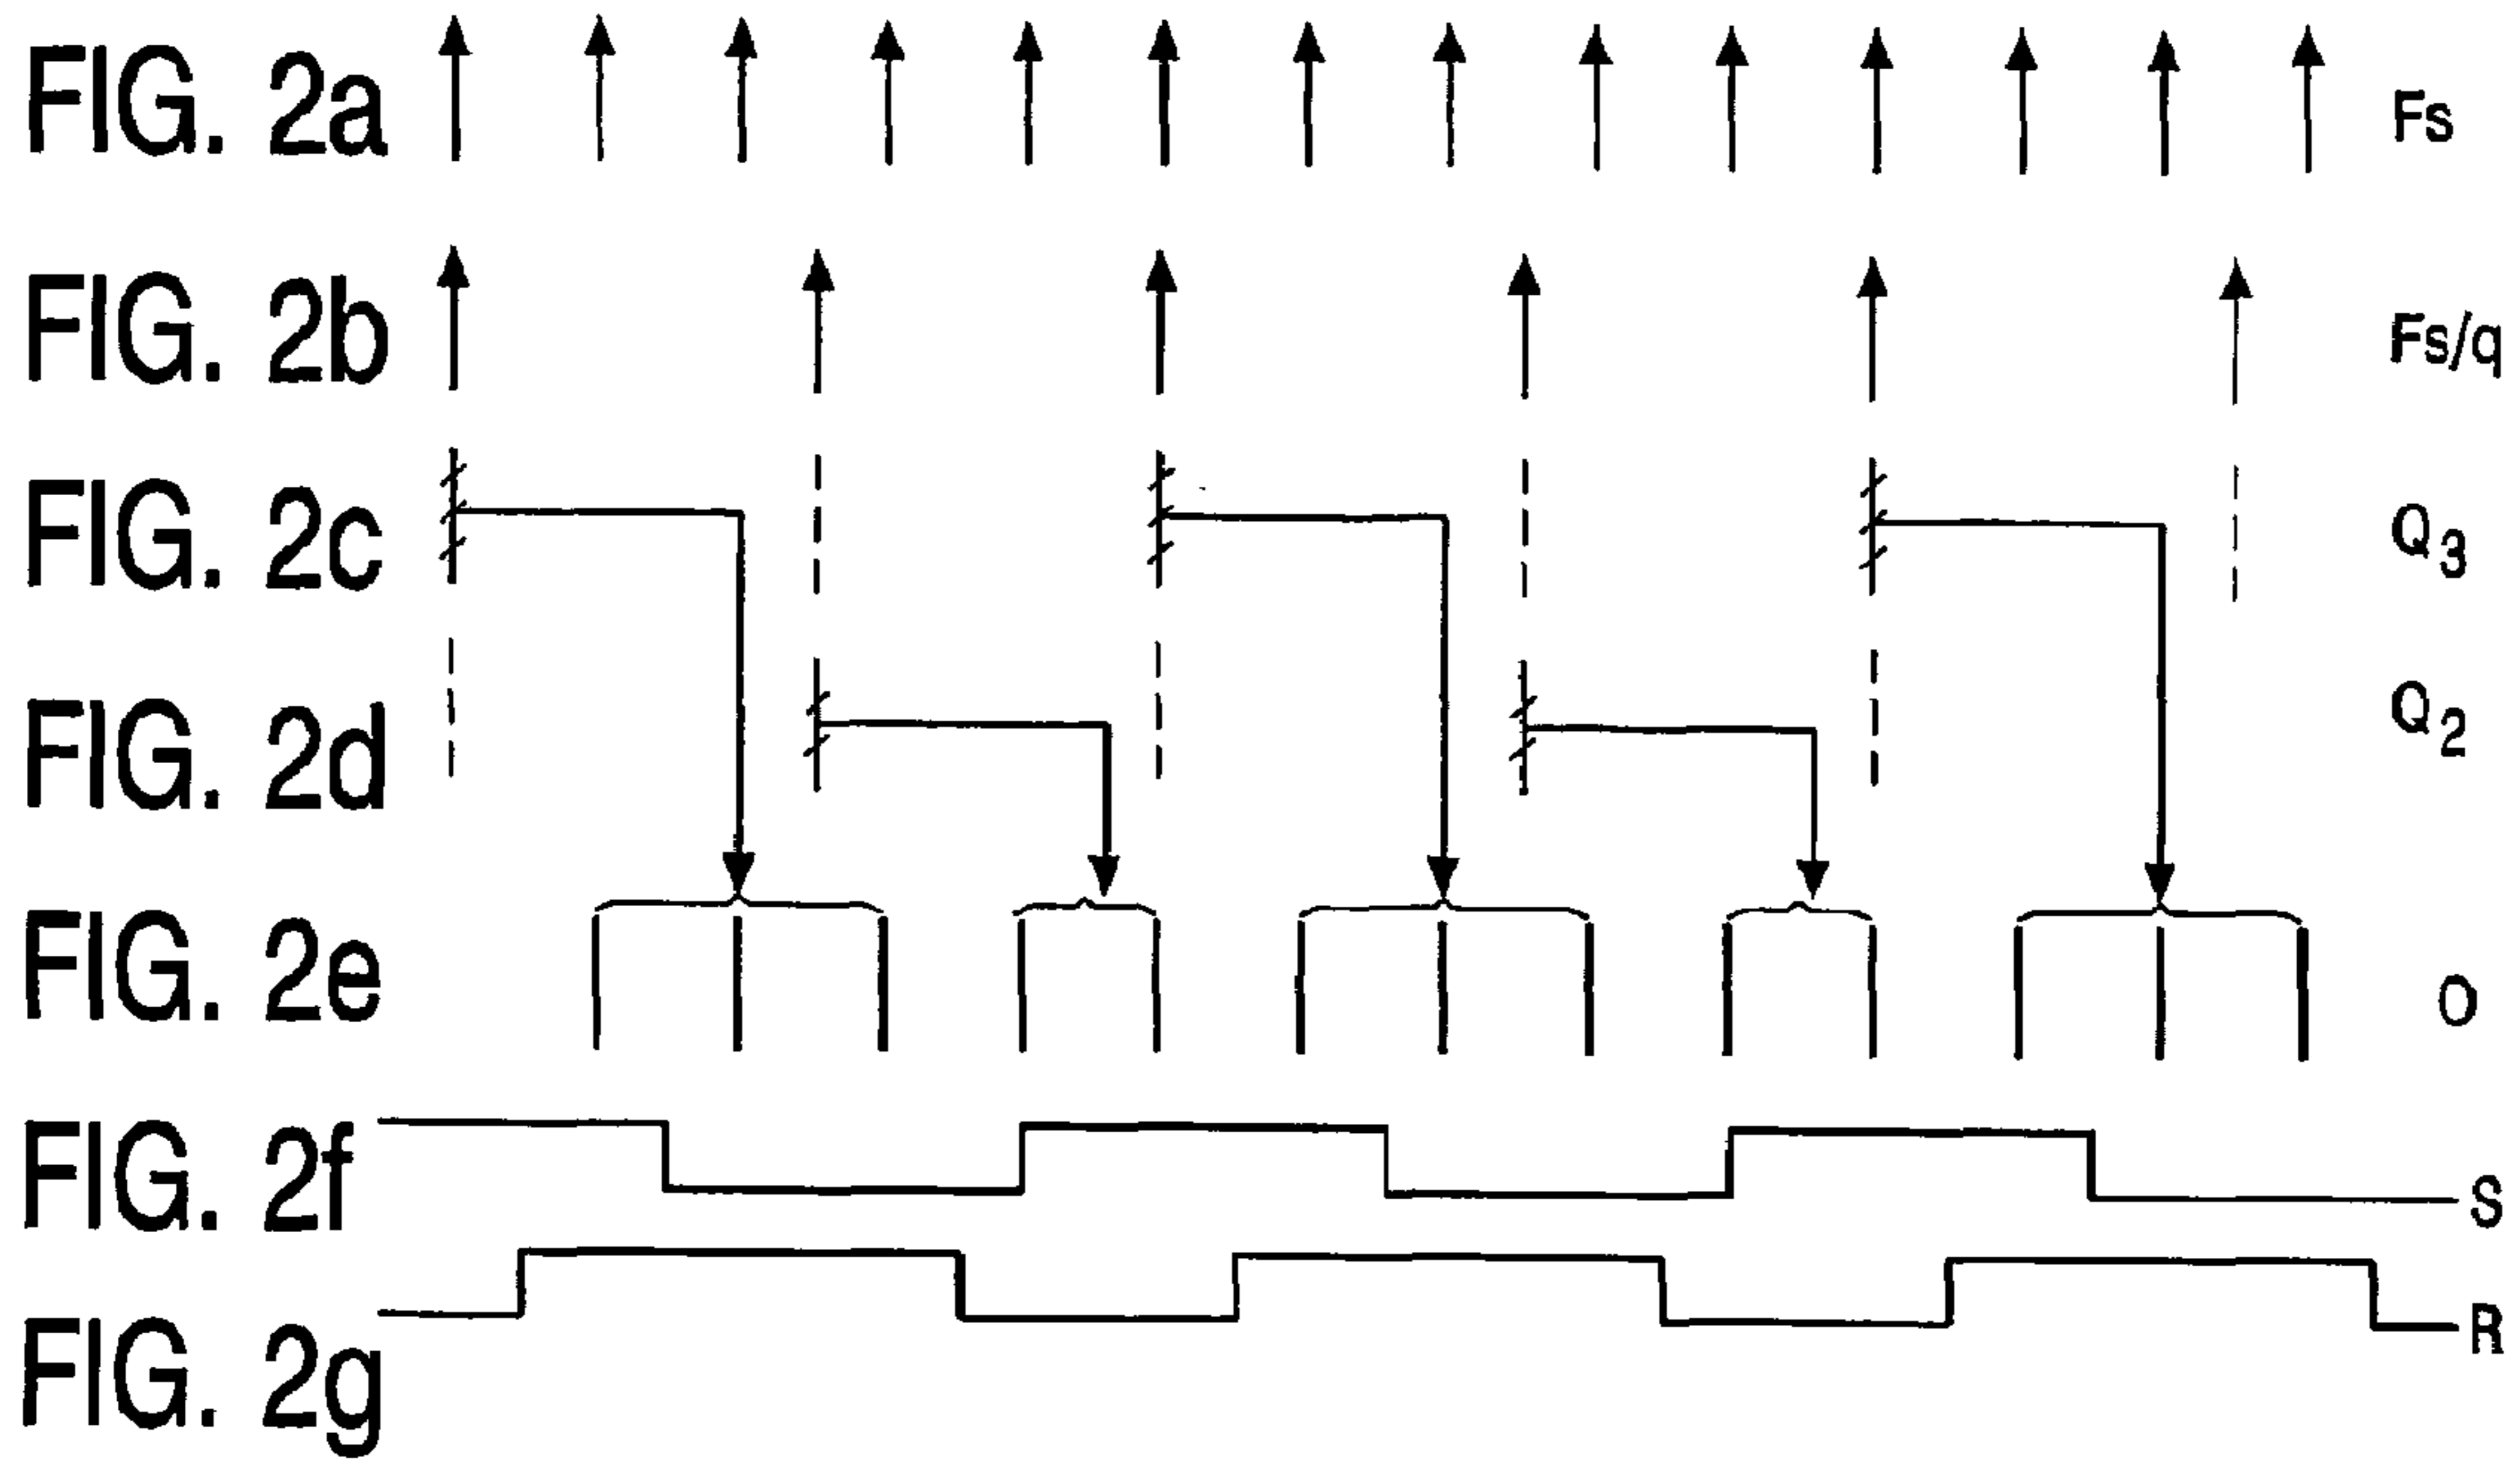 FIG. 2a Fs
FIG. 2b Fs/q
FIG. 2c Q3
FIG. 2d Q2
FIG. 2e O
FIG. 2f S
FIG. 2g R